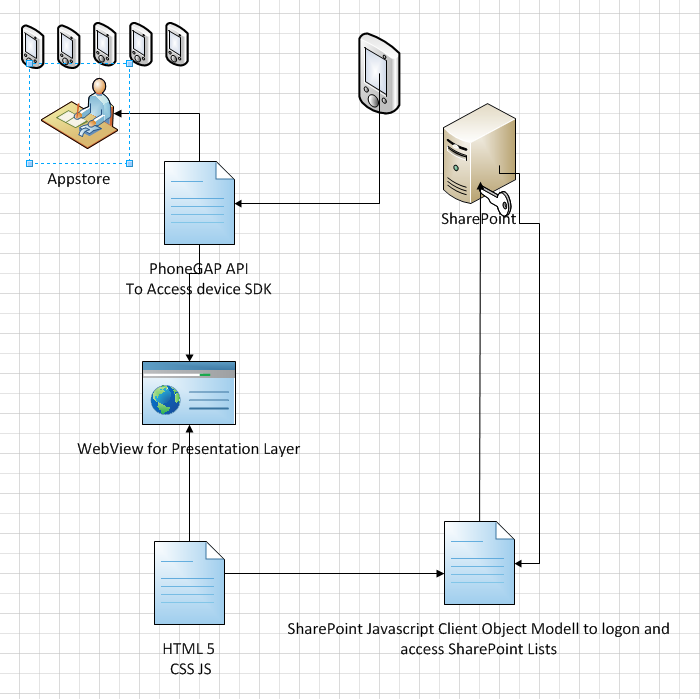 Appstore
SharePoint
PhoneGAP API
To Access device SDK
WebView for Presentation Layer
HTML 5
CSS JS
SharePoint Javascript Client Object Modell to logon and
access SharePoint Lists